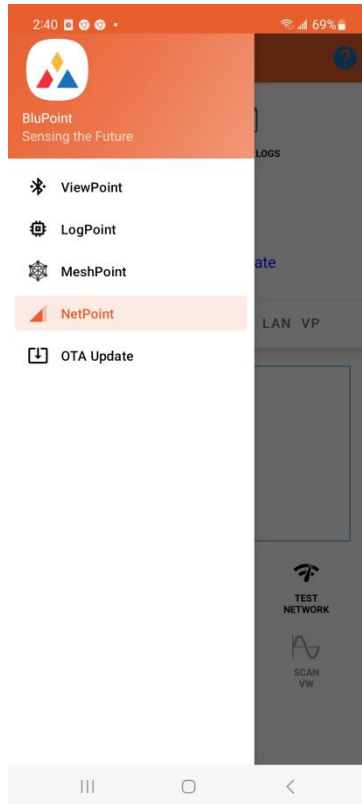 2:40
69%
BluPoint
Sensing the Future
LOGS
ViewPoint
LogPoint
MeshPoint
ate
NetPoint
LAN VP
OTA Update
TEST
NETWORK
SCAN
VW